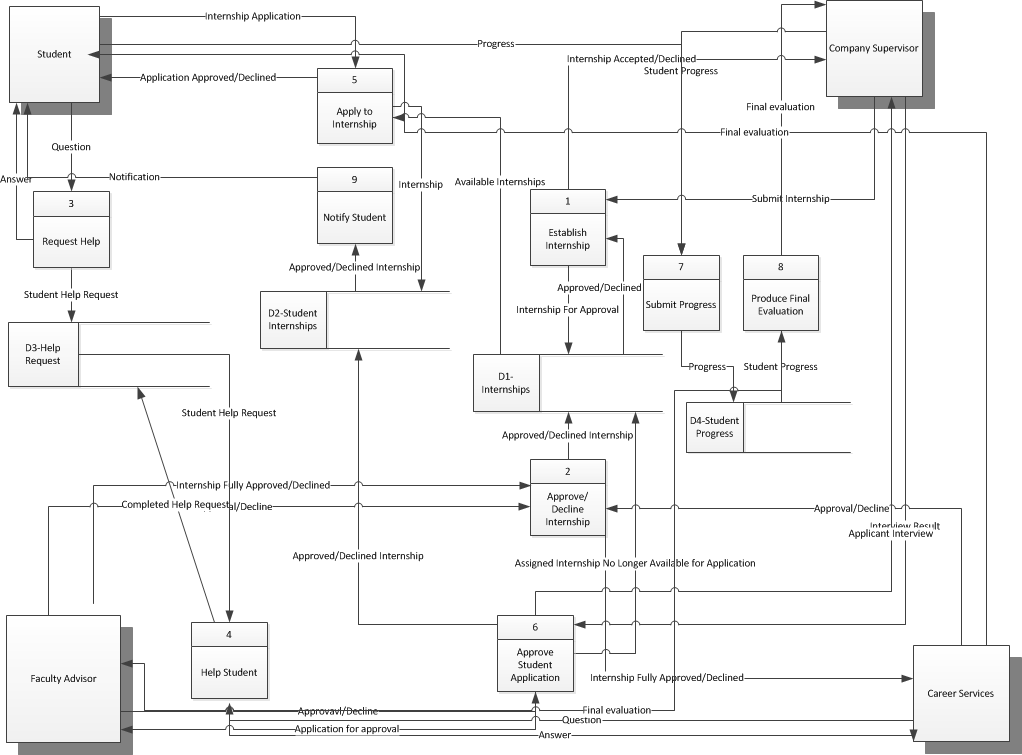 Internship Application
Student
Company Supervisor
Progress
Internship Accepted/Declined
Student Progress
Application Approved/Declined
5
Apply to
Internship
Final evaluation
Final evaluation
Question
Answer
Notification
9
Notify Student
Internship
Available Internships
3
Request Help
1
Establish
Internship
Submit Internship
Approved/Declined Internship
7
Submit Progress
8
Produce Final
Evaluation
Student Help Request
Approved/Declined
Internship For Approval
D2-Student
Internships
D3-Help
Request
D1-
Internships
Progress
Student Progress
D4-Student
Progress
Student Help Request
Approved/Declined Internship
2
Approve/
Decline
Internship
Internship Fully Approved/Declined
Completed Help Request
al/Decline
Approval/Decline
Interview Result
Applicant Interview
Approved/Declined Internship
Assigned Internship No Longer Available for Application
6
Approve
Student
Application
4
Help Student
Faculty Advisor
Internship Fully Approved/Declined
Career Services
Approvavl/Decline
Final evaluation
Question
Application for approval
Answer